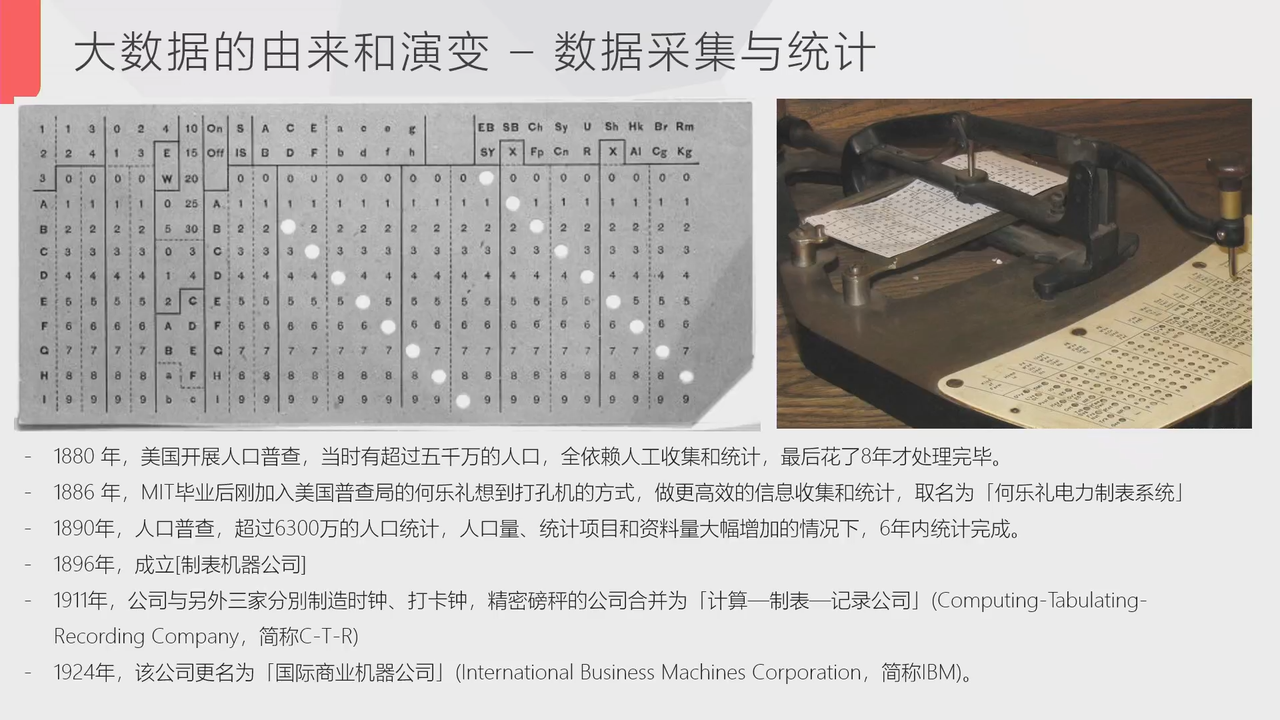 大数据的由来和演变 – 数据采集与统计
1 1 3 0 2 4 10 On S A C E a c e g EB SB Ch Sy U Sh Hk Br Rm
2 2 4 1 3 E 15 Off IS B D F b d f h SY X Fp Cn R X Al Cg Kg
3 0 0 0 0 W 20 0 0 0 0 0 0 0 0 0 0 0 0 0 0 0 0 0 0
A 1 1 1 1 0 25 A 1 1 1 1 1 1 1 1 1 1 1 1 1 1 1 1 1
B 2 2 2 2 5 30 B 2 2 2 2 2 2 2 2 2 2 2 2 2 2 2 2
C 3 3 3 3 0 3 C 3 3 3 3 3 3 3 3 3 3 3 3 3 3 3 3
D 4 4 4 4 1 4 D 4 4 4 4 4 4 4 4 4 4 4 4 4 4 4 4
E 5 5 5 5 2 C E 5 5 5 5 5 5 5 5 5 5 5 5 5 5 5 5
F 6 6 6 6 A D F 6 6 6 6 6 6 6 6 6 6 6 6 6 6 6 6
G 7 7 7 7 B E G 7 7 7 7 7 7 7 7 7 7 7 7 7 7 7 7
H 8 8 8 8 a F H 8 8 8 8 8 8 8 8 8 8 8 8 8 8 8 8
I 9 9 9 9 b c I 9 9 9 9 9 9 9 9 9 9 9 9 9 9 9 9 9
- 1880 年，美国开展人口普查，当时有超过五千万的人口，全依赖人工收集和统计，最后花了8年才处理完毕。
- 1886 年，MIT毕业后刚加入美国普查局的何乐礼想到打孔机的方式，做更高效的信息收集和统计，取名为「何乐礼电力制表系统」
- 1890年，人口普查，超过6300万的人口统计，人口量、统计项目和资料量大幅增加的情况下，6年内统计完成。
- 1896年，成立[制表机器公司]
- 1911年，公司与另外三家分别制造时钟、打卡钟，精密磅秤的公司合并为「计算—制表—记录公司」(Computing-Tabulating-
Recording Company，简称C-T-R)
- 1924年，该公司更名为「国际商业机器公司」(International Business Machines Corporation，简称IBM)。